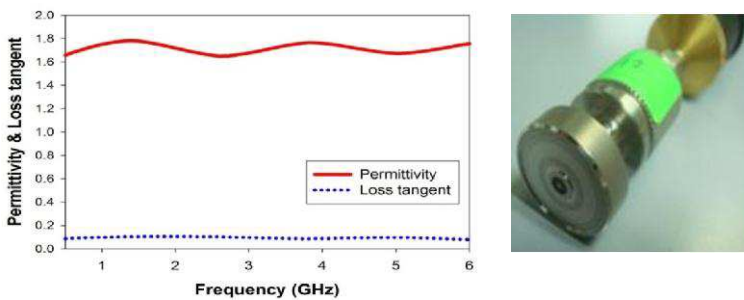 Permittivity & Loss tangent
2.0
1.8
1.6
1.4
1.2
1.0
0.8
0.6
0.4
0.2
0.0
Permittivity
Loss tangent
1 2 3 4 5 6
Frequency (GHz)